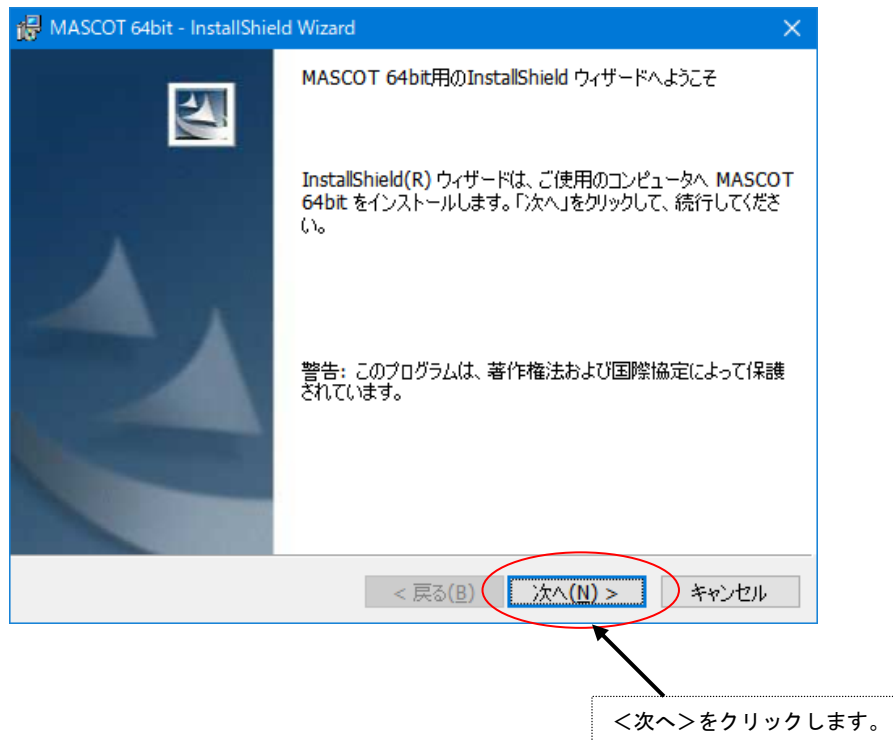 MASCOT 64bit - InstallShield Wizard
MASCOT 64bit用のInstallShield ウィザードへようこそ
InstallShield(R) ウィザードは、ご使用のコンピュータへ MASCOT
64bit をインストールします。「次へ」をクリックして、続行してくださ
い。
警告: このプログラムは、著作権法および国際協定によって保護
されています。
< 戻る(B)
次へ(N) >
キャンセル
＜次へ＞をクリックします。